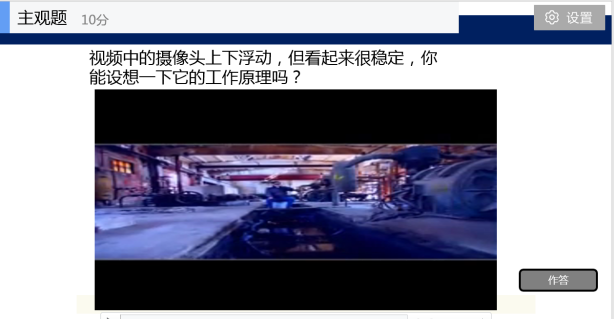 主观题 10分
设置
视频中的摄像头上下浮动，但看起来很稳定，你
能设想一下它的工作原理吗？
作答